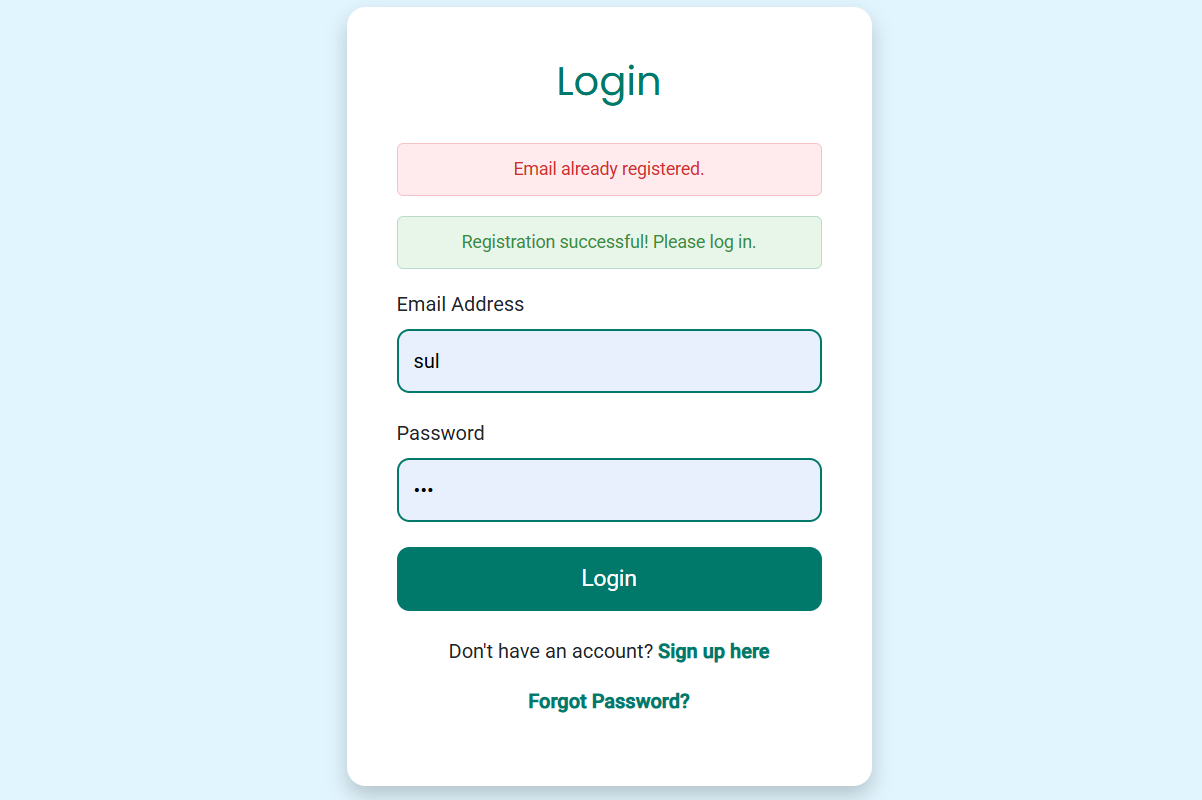 Login
Email already registered.
Registration successful! Please log in.
Email Address
sul
Password
•••
Login
Don't have an account? Sign up here
Forgot Password?